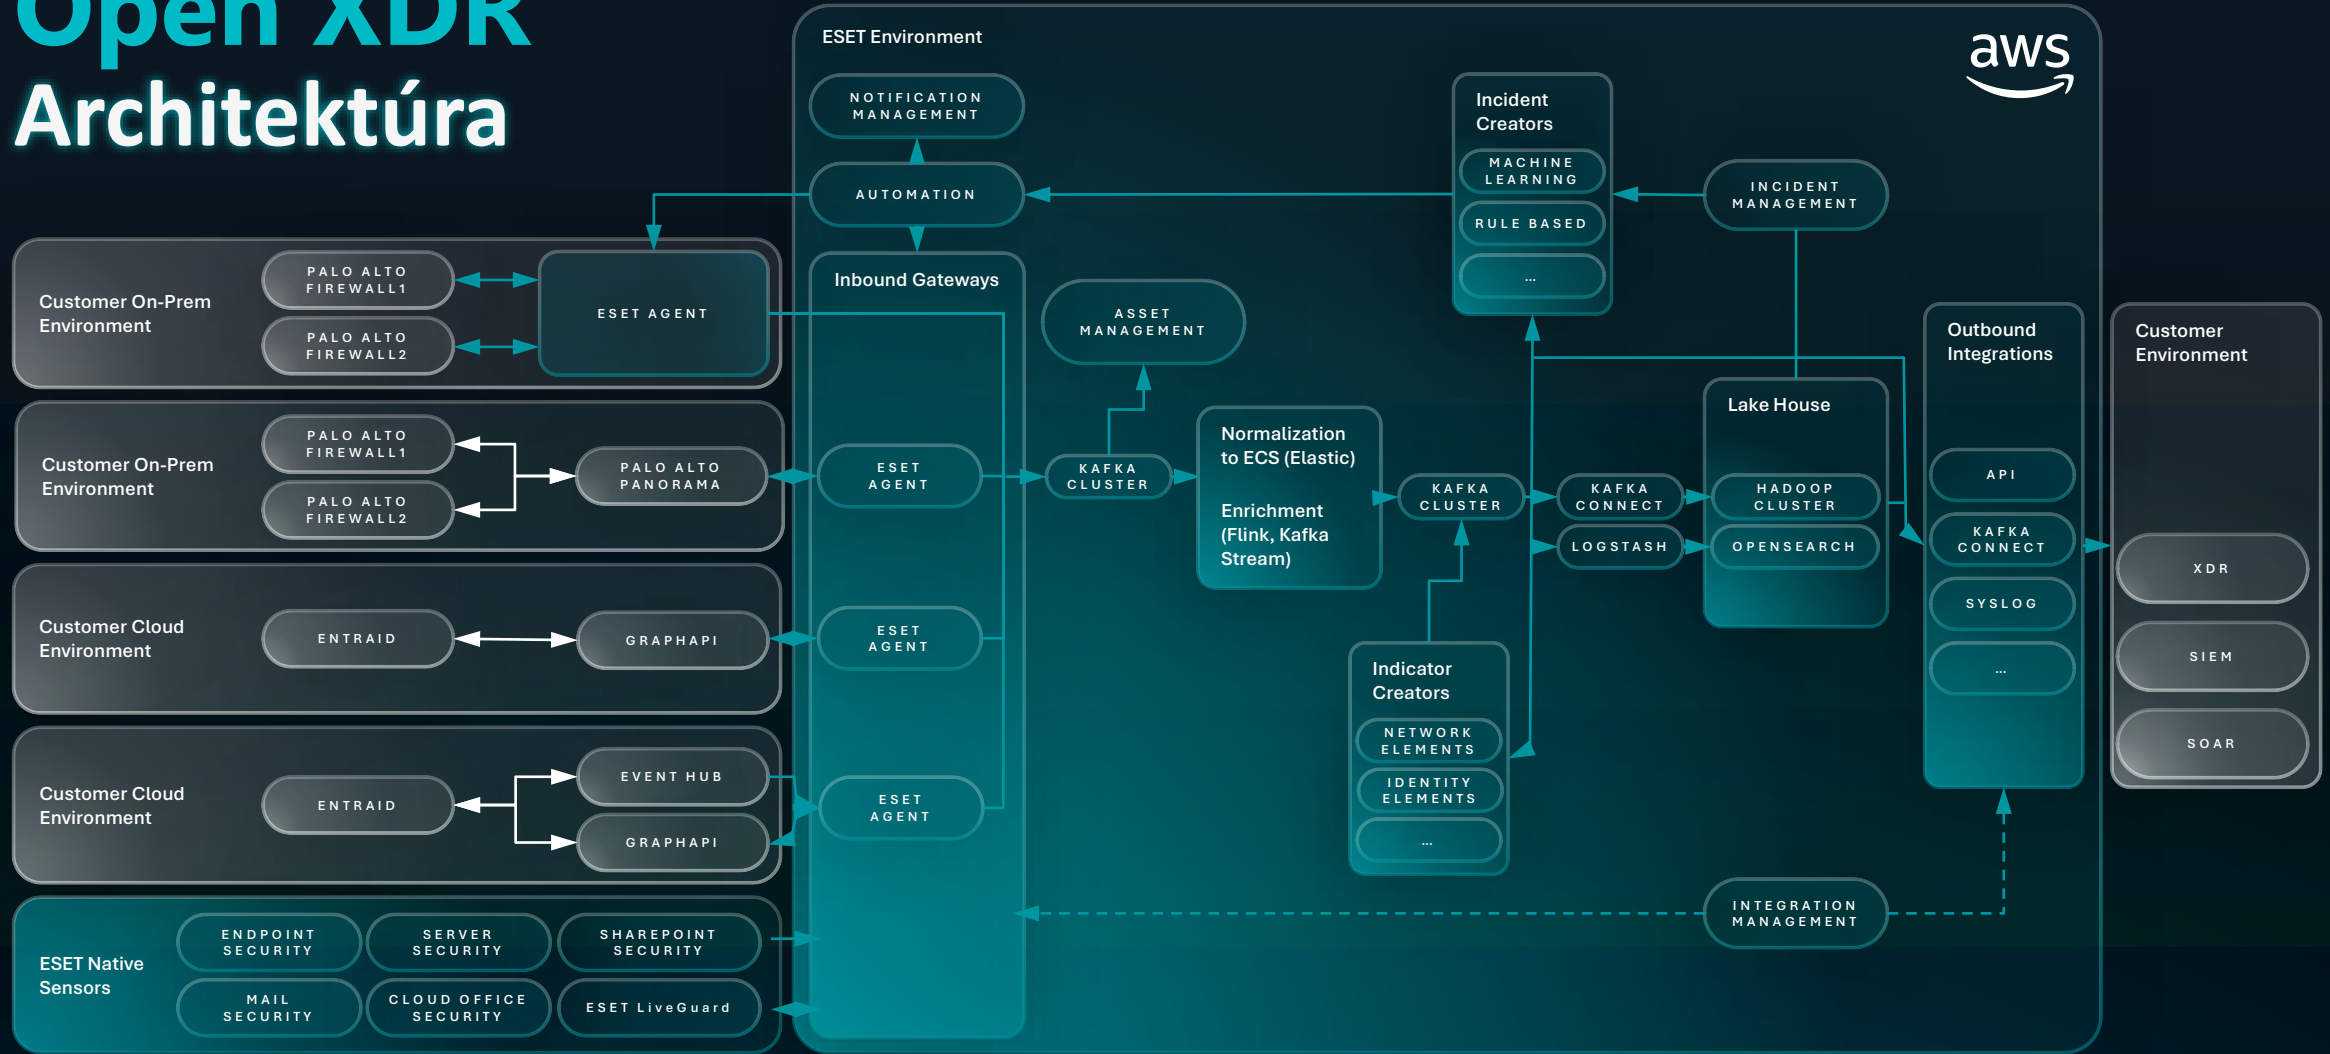 Open XDR
Architektúra
ESET Environment
aws
NOTIFICATION
MANAGEMENT
AUTOMATION
Incident
Creators
MACHINE
LEARNING
RULE BASED
...
INCIDENT
MANAGEMENT
Customer On-Prem
Environment
PALO ALTO
FIREWALL1
PALO ALTO
FIREWALL2
ESET AGENT
Inbound Gateways
ASSET
MANAGEMENT
Customer On-Prem
Environment
PALO ALTO
FIREWALL1
PALO ALTO
FIREWALL2
PALO ALTO
PANORAMA
ESET
AGENT
KAFKA
CLUSTER
Normalization
to ECS (Elastic)
Enrichment
(Flink, Kafka
Stream)
KAFKA
CLUSTER
KAFKA
CONNECT
LOGSTASH
Lake House
HADOOP
CLUSTER
OPENSEARCH
Outbound
Integrations
API
KAFKA
CONNECT
SYSLOG
...
Customer
Environment
XDR
SIEM
SOAR
Customer Cloud
Environment
ENTRAID
GRAPHAPI
ESET
AGENT
Indicator
Creators
NETWORK
ELEMENTS
IDENTITY
ELEMENTS
...
Customer Cloud
Environment
ENTRAID
EVENT HUB
GRAPHAPI
ESET
AGENT
INTEGRATION
MANAGEMENT
ESET Native
Sensors
ENDPOINT
SECURITY
SERVER
SECURITY
SHAREPOINT
SECURITY
MAIL
SECURITY
CLOUD OFFICE
SECURITY
ESET LiveGuard